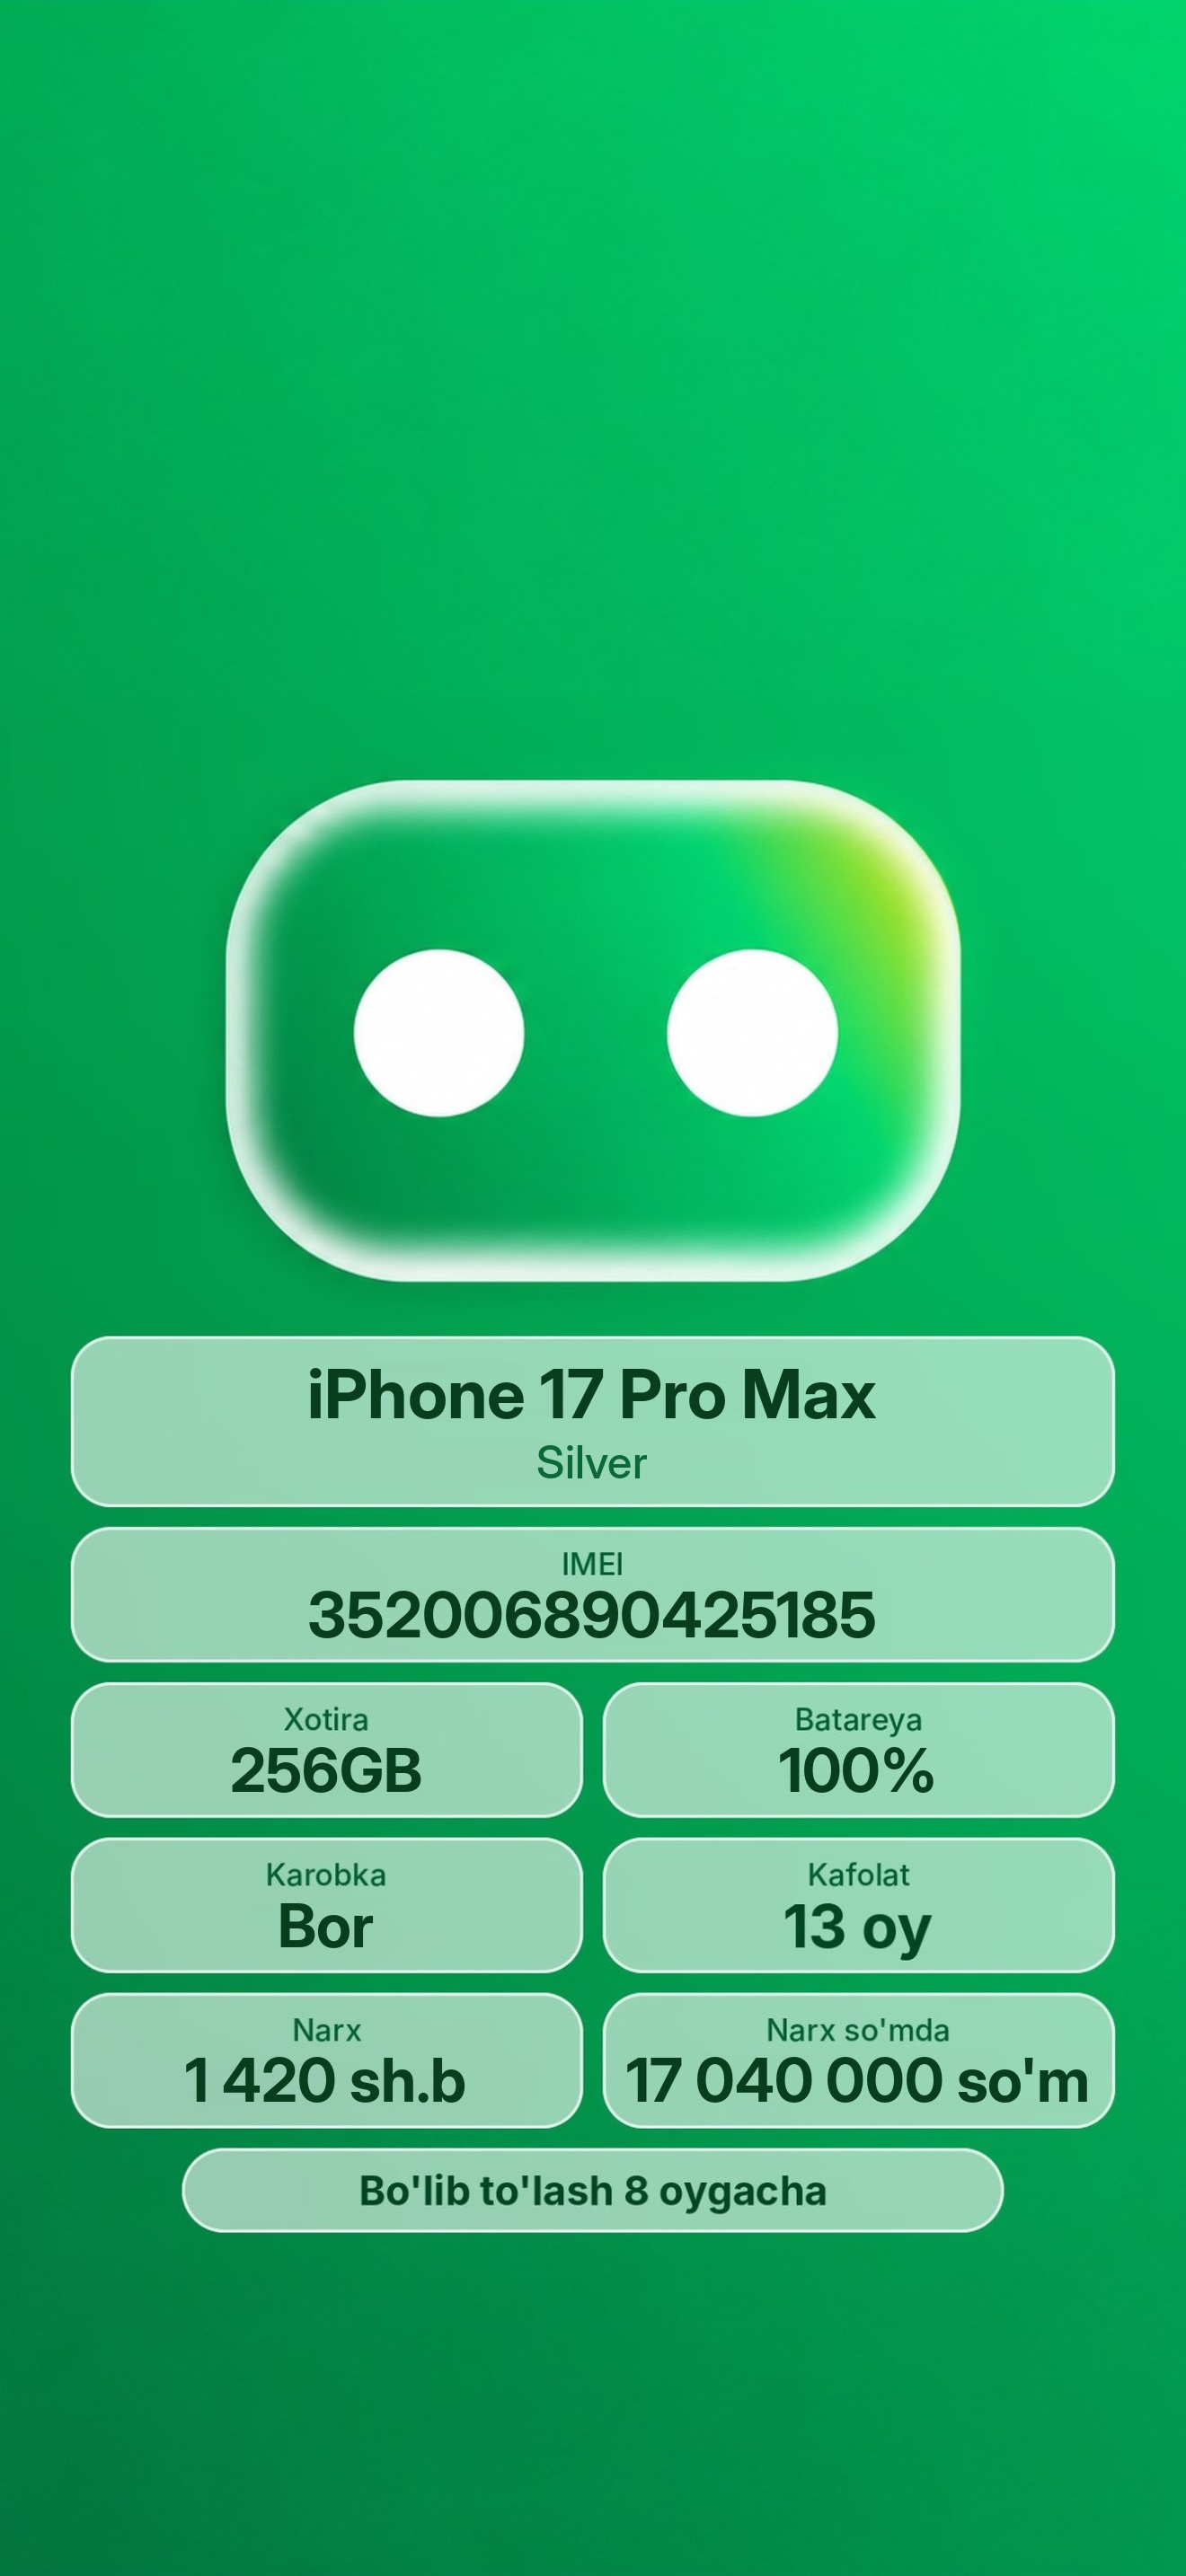 iPhone 17 Pro Max
Silver
IMEI
352006890425185
Xotira
256GB
Batareya
100%
Karobka
Bor
Kafolat
13 oy
Narx
1 420 sh.b
Narx so'mda
17 040 000 so'm
Bo'lib to'lash 8 oygacha